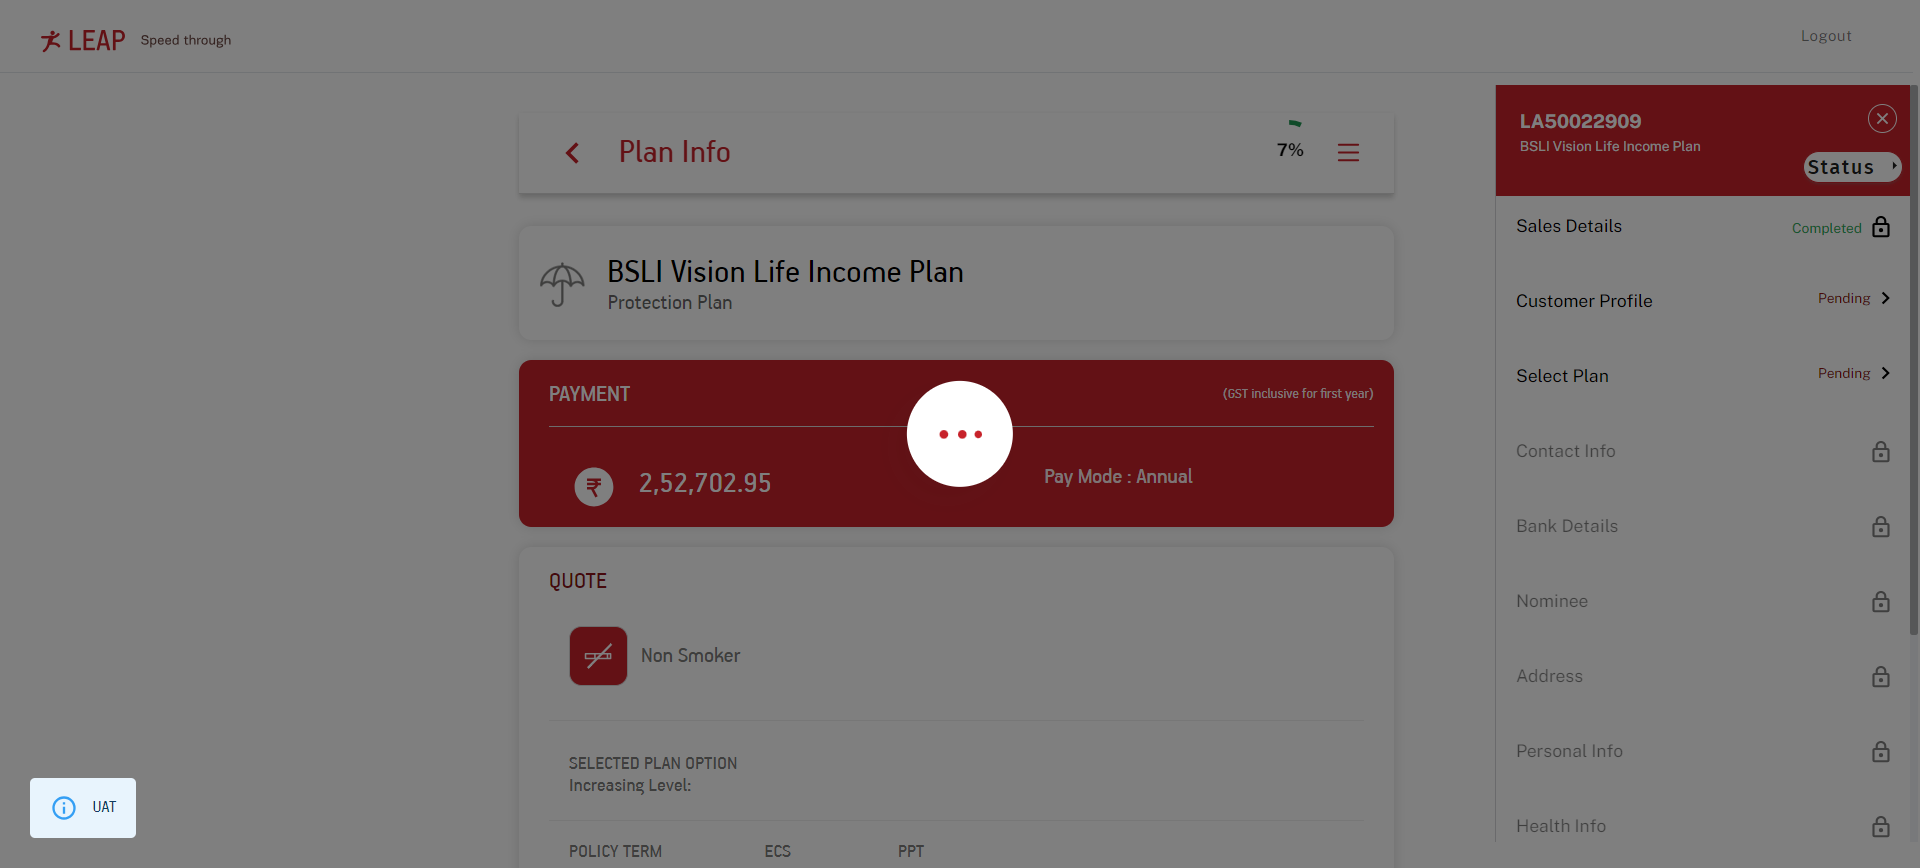 LEAP Speed through
Logout
Plan Info
7%
BSLI Vision Life Income Plan
Protection Plan
PAYMENT
(GST inclusive for first year)
₹ 2,52,702.95
Pay Mode : Annual
QUOTE
Non Smoker
SELECTED PLAN OPTION
Increasing Level:
POLICY TERM ECS PPT
LA50022909
BSLI Vision Life Income Plan
Status
Sales Details Completed
Customer Profile Pending
Select Plan Pending
Contact Info
Bank Details
Nominee
Address
Personal Info
Health Info
UAT